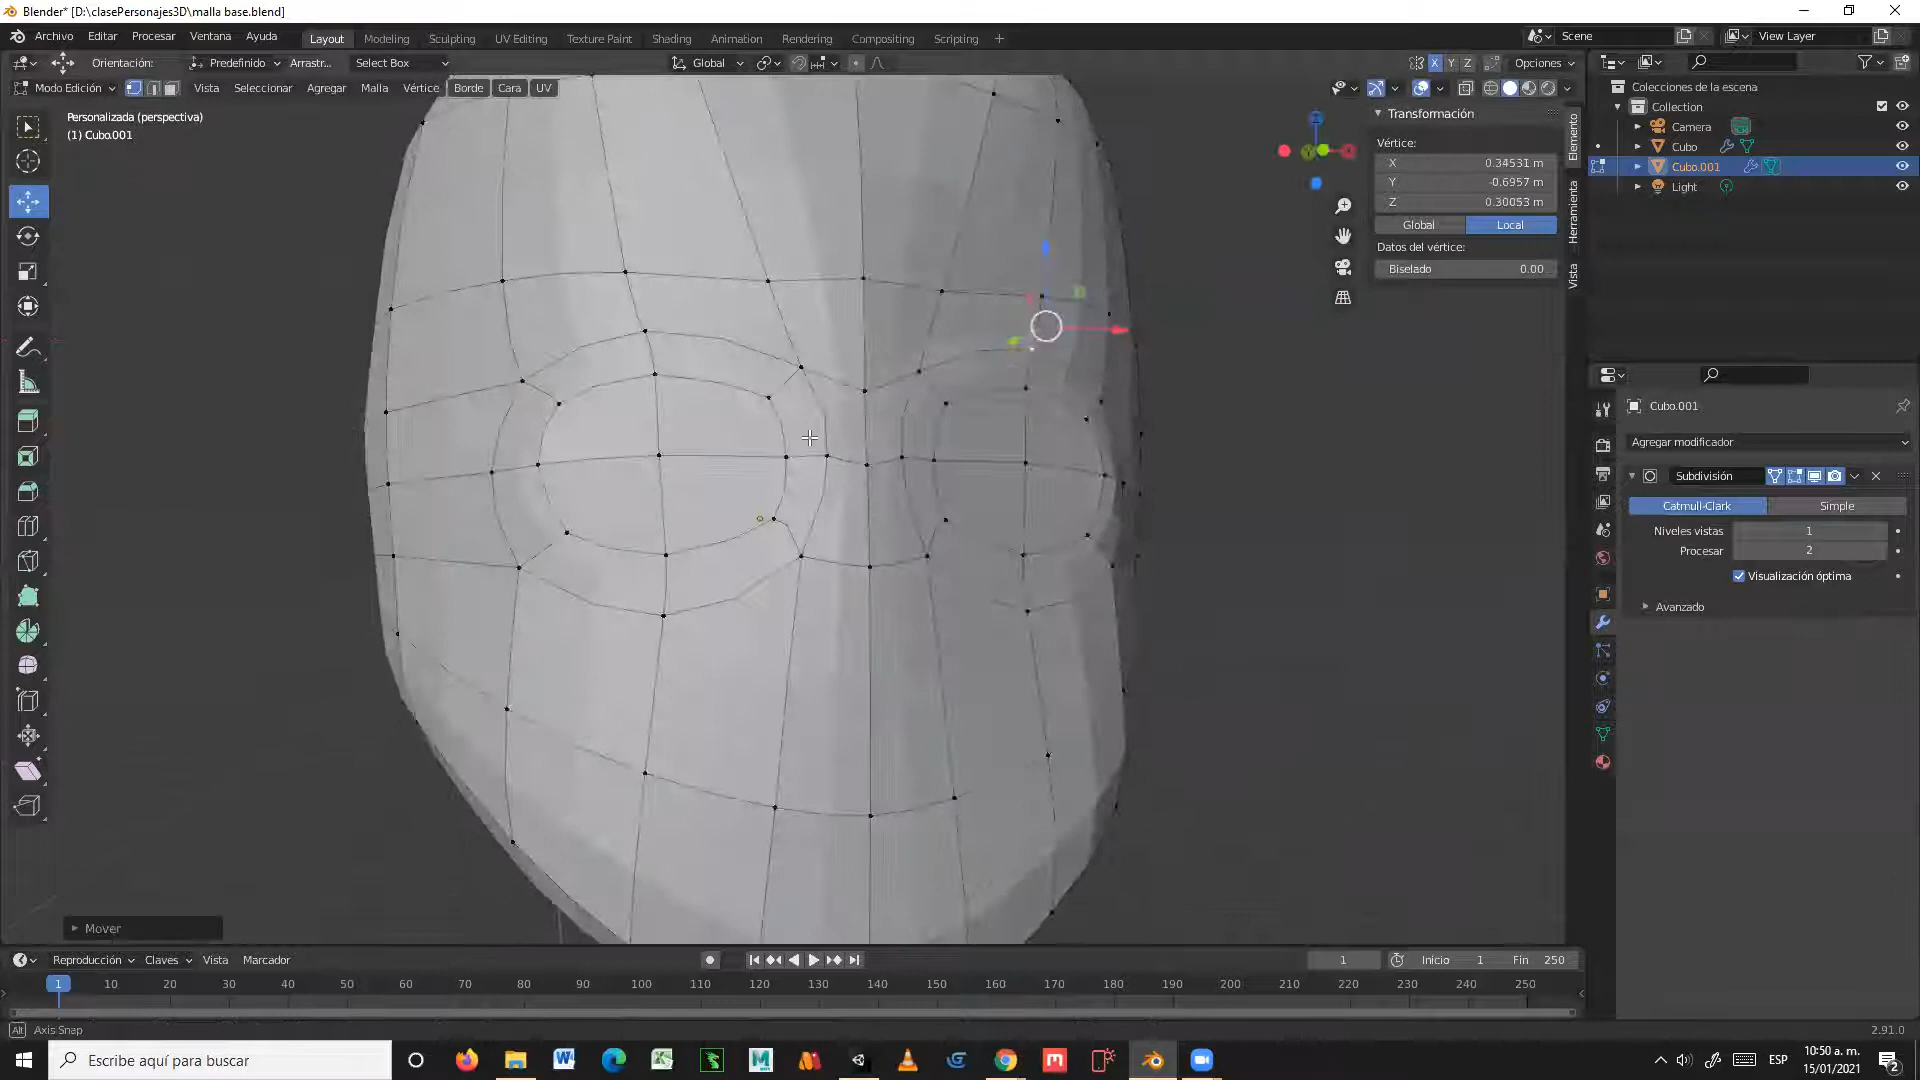 Blender* [D:\clasePersonajes3D\malla base.blend]
Archivo Editar Procesar Ventana Ayuda Layout Modeling Sculpting UV Editing Texture Paint Shading Animation Rendering Compositing Scripting Scene View Layer
Orientación: Predefinido Arrastr... Select Box Global X Y Z Opciones
Modo Edición Vista Seleccionar Agregar Malla Vértice Borde Cara UV
Personalizada (perspectiva)
(1) Cubo.001
Transformación
Vértice:
X 0.34531 m
Y -0.6957 m
Z 0.30053 m
Global Local
Datos del vértice:
Biselado 0.00
Elemento
Herramienta
Vista
Colecciones de la escena
Collection
Camera
Cubo
Cubo.001
Light
Cubo.001
Agregar modificador
Subdivisión
Catmull-Clark Simple
Niveles vistas 1
Procesar 2
Visualización óptima
Avanzado
Mover
Reproducción Claves Vista Marcador 1 Inicio 1 Fin 250
1 10 20 30 40 50 60 70 80 90 100 110 120 130 140 150 160 170 180 190 200 210 220 230 240 250
Alt Axis Snap 2.91.0
Escribe aquí para buscar
ESP
10:50 a. m.
15/01/2021
2